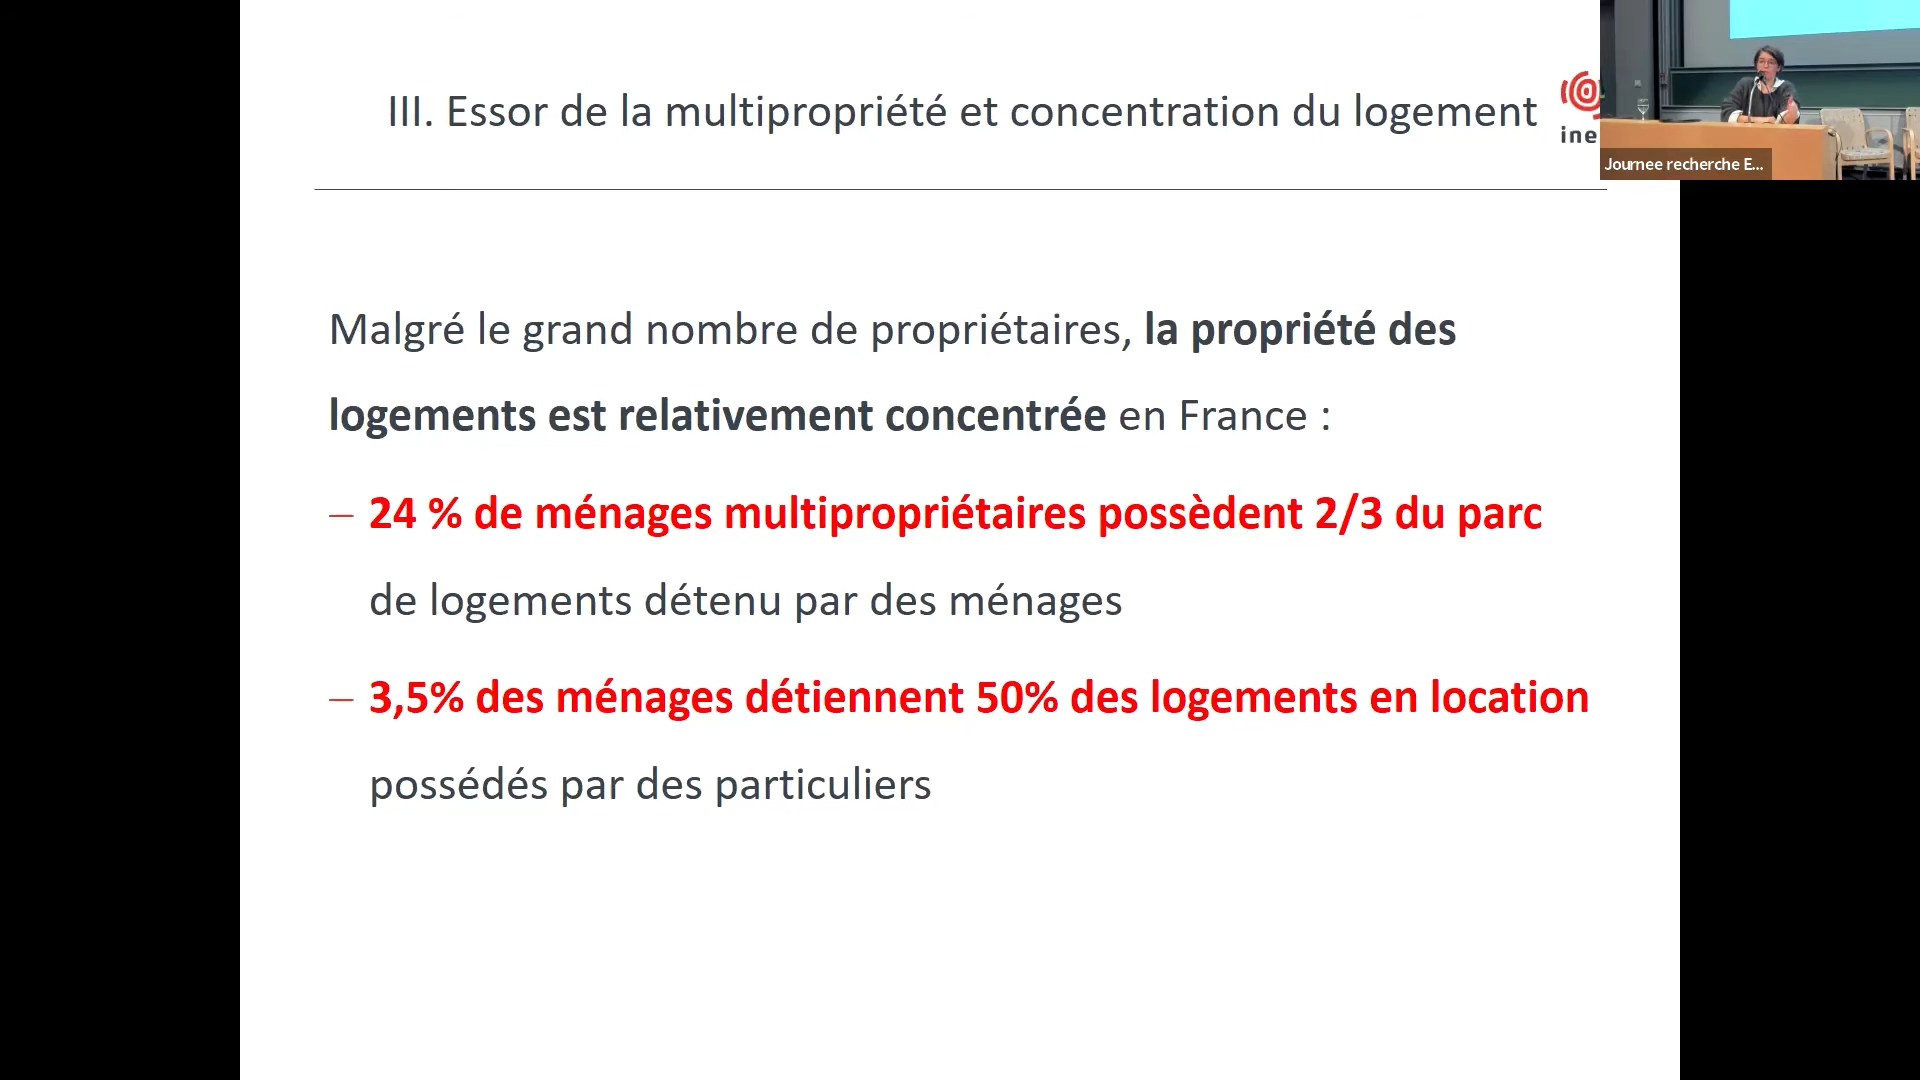 III. Essor de la multipropriété et concentration du logement
ine
Journee recherche E...
Malgré le grand nombre de propriétaires, la propriété des
logements est relativement concentrée en France :
– 24 % de ménages multipropriétaires possèdent 2/3 du parc
de logements détenu par des ménages
– 3,5% des ménages détiennent 50% des logements en location
possédés par des particuliers